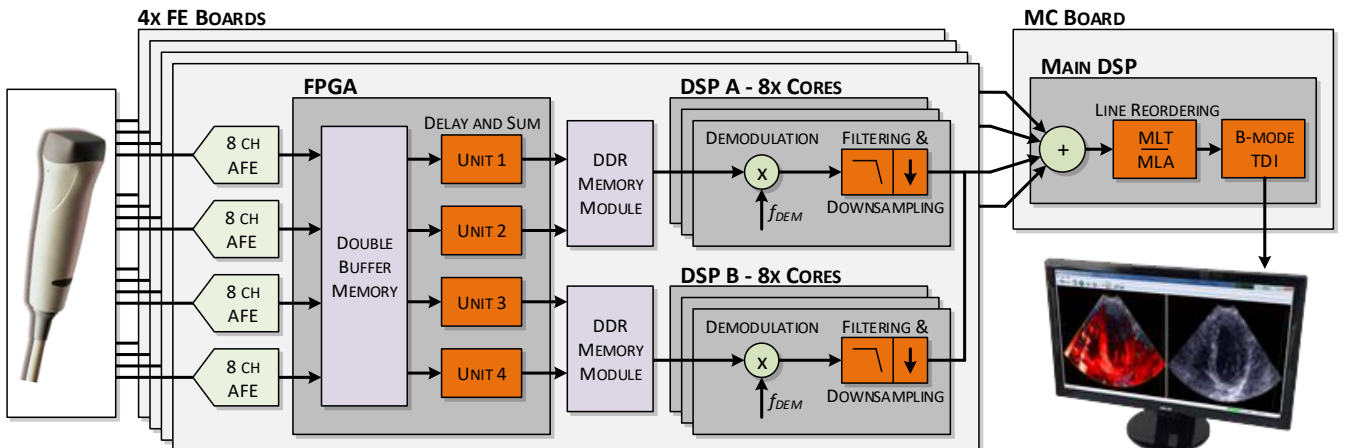 4X FE BOARDS
MC BOARD
FPGA
DSP A - 8X CORES
MAIN DSP
DELAY AND SUM
DEMODULATION
FILTERING &
LINE REORDERING
8 CH
AFE
UNIT 1
DDR
MEMORY
MODULE
X
fDEM
DOWNSAMPLING
+
MLT
MLA
B-MODE
TDI
8 CH
AFE
UNIT 2
DOUBLE
BUFFER
MEMORY
DSP B - 8X CORES
8 CH
AFE
UNIT 3
DDR
MEMORY
MODULE
DEMODULATION
FILTERING &
X
fDEM
DOWNSAMPLING
8 CH
AFE
UNIT 4